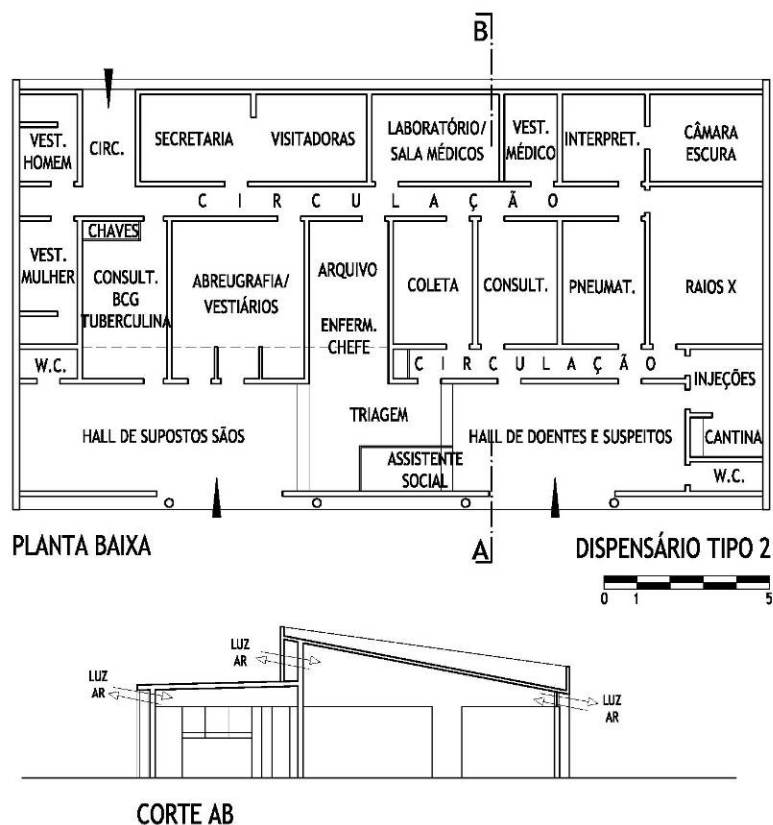 B
VEST.
HOMEM
CIRC.
SECRETARIA
VISITADORAS
LABORATÓRIO/
SALA MÉDICOS
VEST.
MÉDICO
INTERPRET.
CÂMARA
ESCURA
CIRCULAÇÃO
CHAVES
VEST.
MULHER
CONSULT.
BCG
TUBERCULINA
ABREUGRAFIA/
VESTIÁRIOS
ARQUIVO
ENFERM.
CHEFE
COLETA
CONSULT.
PNEUMAT.
RAIOS X
W.C.
CIRCULAÇÃO
INJEÇÕES
HALL DE SUPOSTOS SÃOS
TRIAGEM
ASSISTENTE
SOCIAL
HALL DE DOENTES E SUSPEITOS
CANTINA
W.C.
A
PLANTA BAIXA
DISPENSÁRIO TIPO 2
0 1 5
LUZ
AR
LUZ
AR
LUZ
AR
CORTE AB